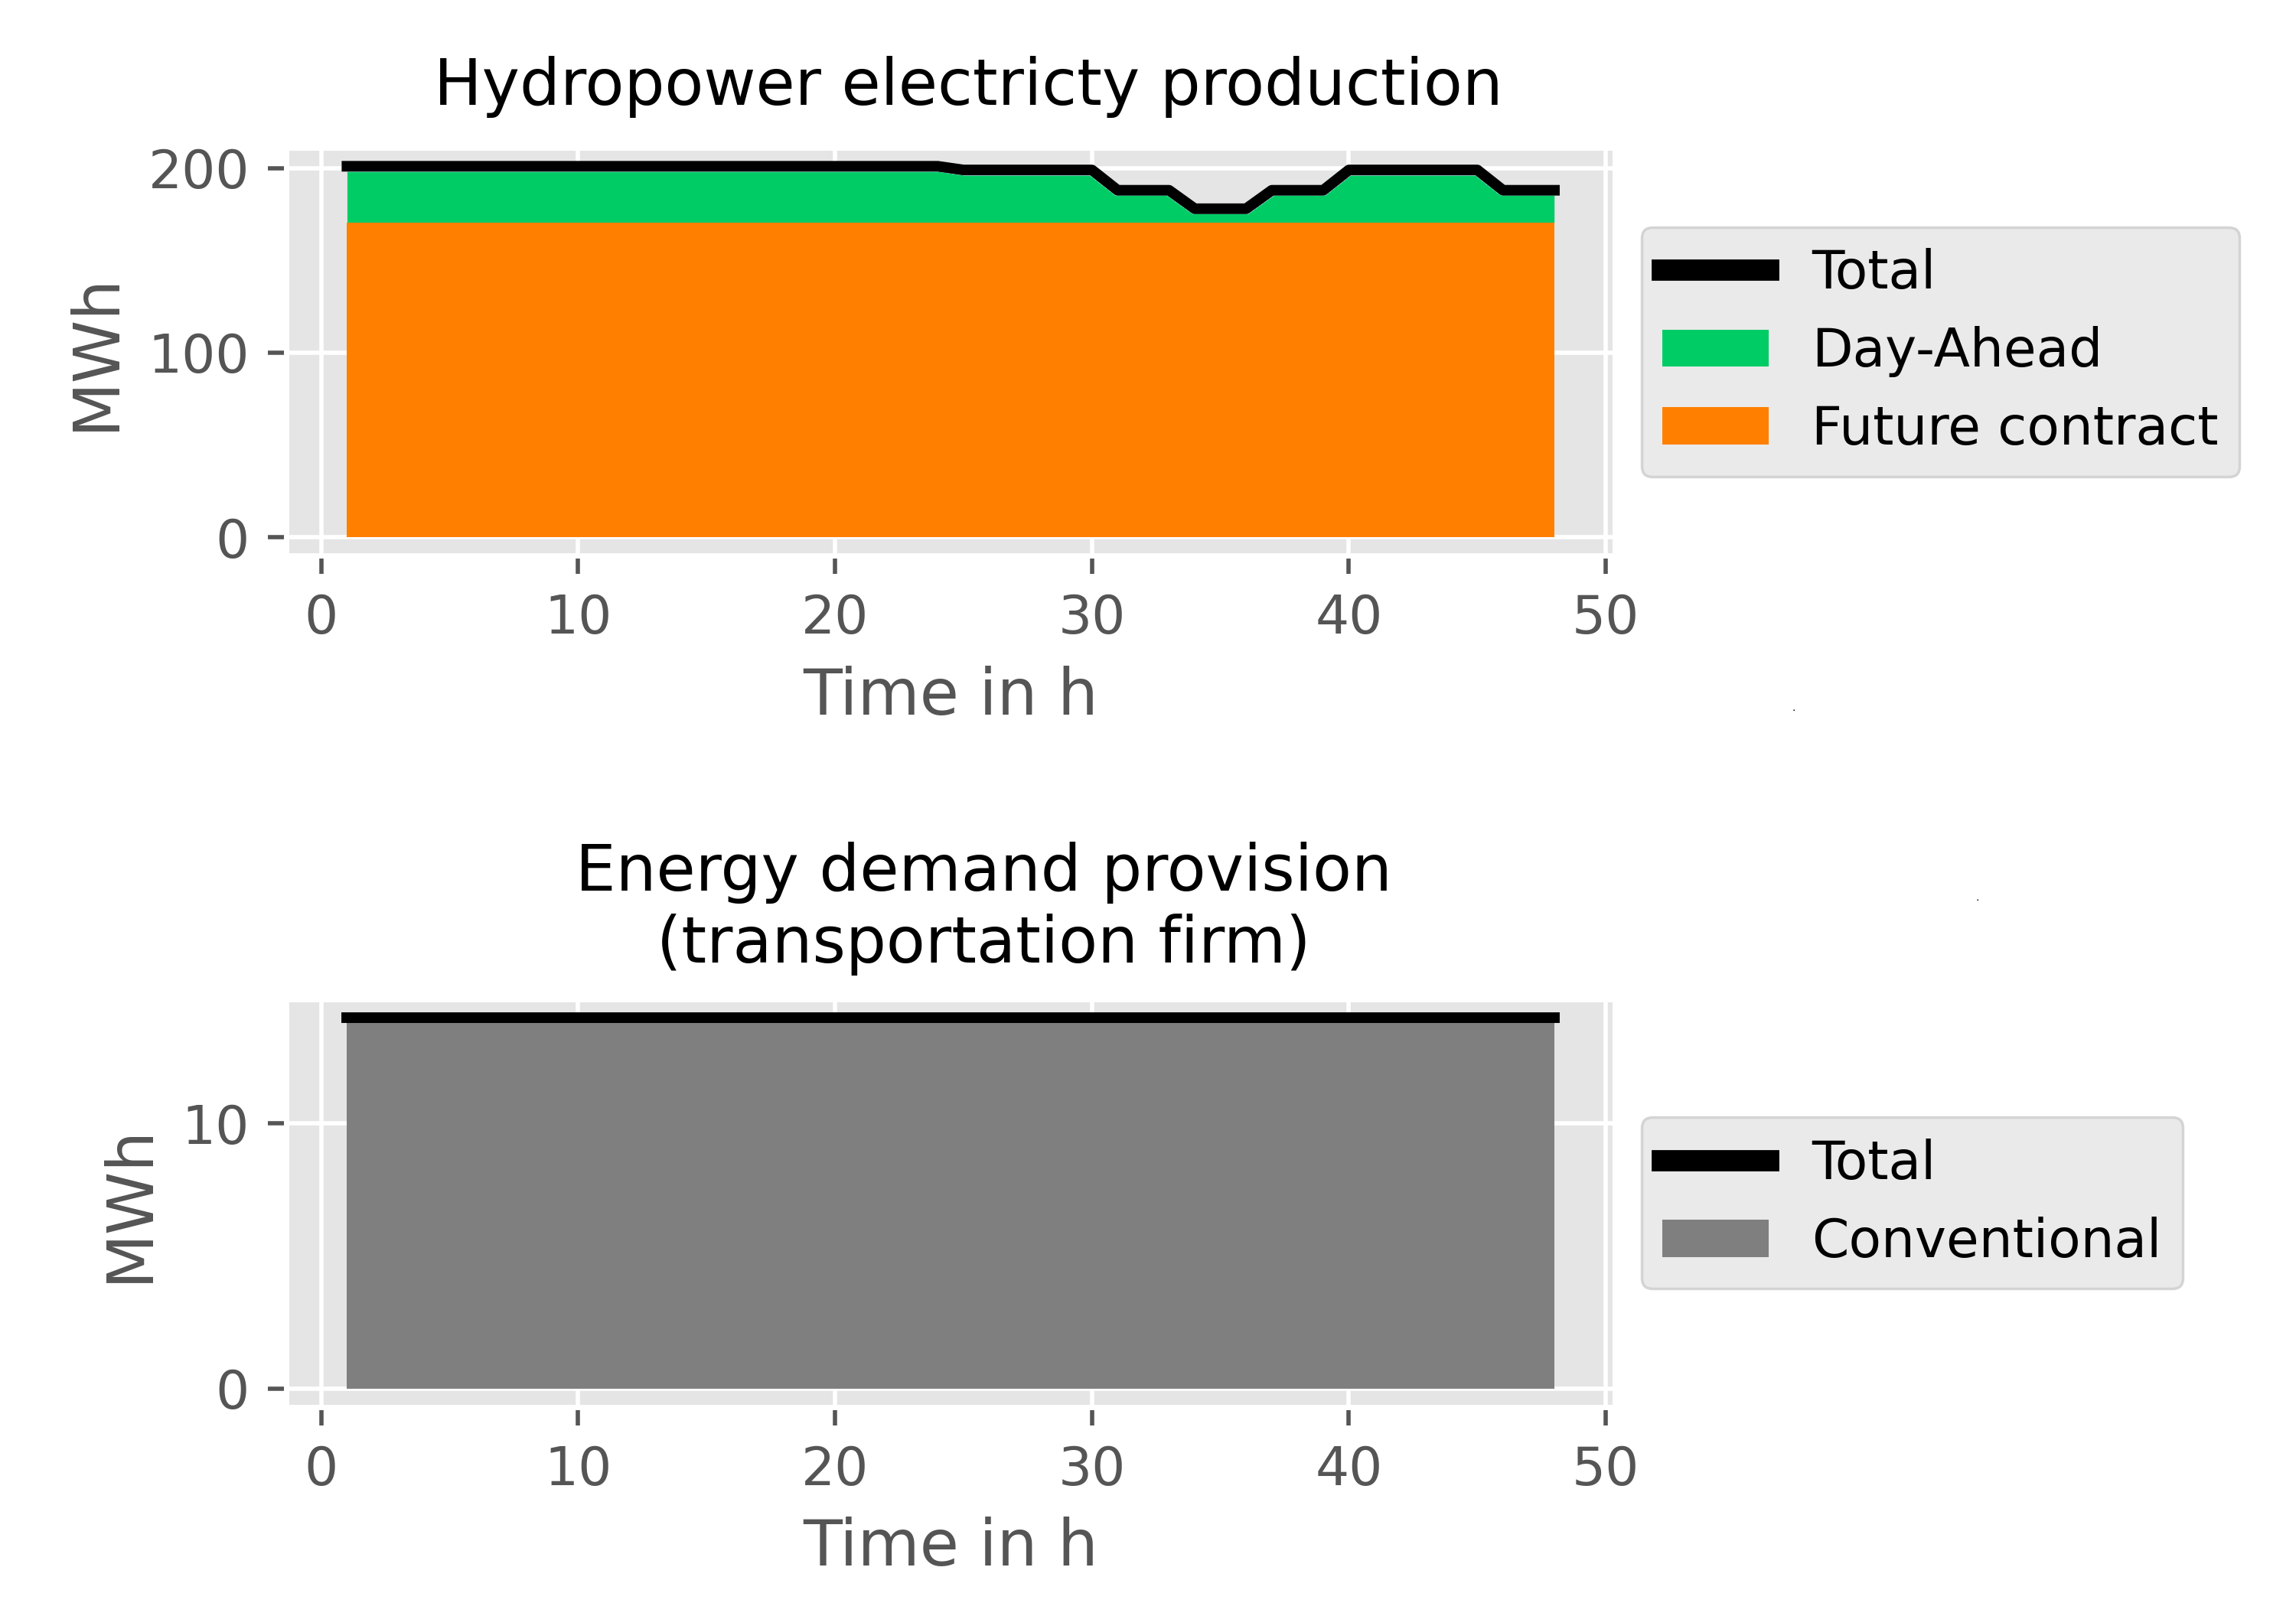 Hydropower electricty production
200
100
0
MWh
0 10 20 30 40 50
Time in h
Total
Day-Ahead
Future contract
Energy demand provision
(transportation firm)
10
0
MWh
0 10 20 30 40 50
Time in h
Total
Conventional